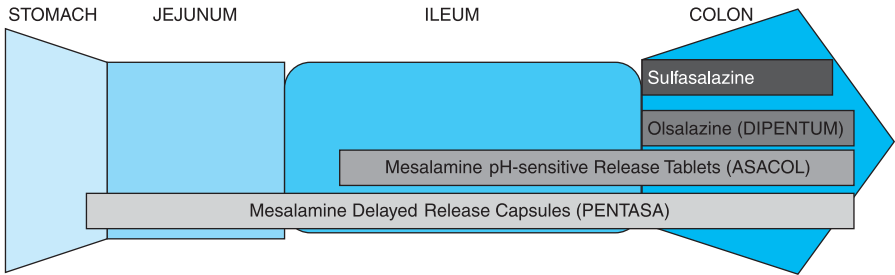 STOMACH JEJUNUM ILEUM COLON
Sulfasalazine
Olsalazine (DIPENTUM)
Mesalamine pH-sensitive Release Tablets (ASACOL)
Mesalamine Delayed Release Capsules (PENTASA)